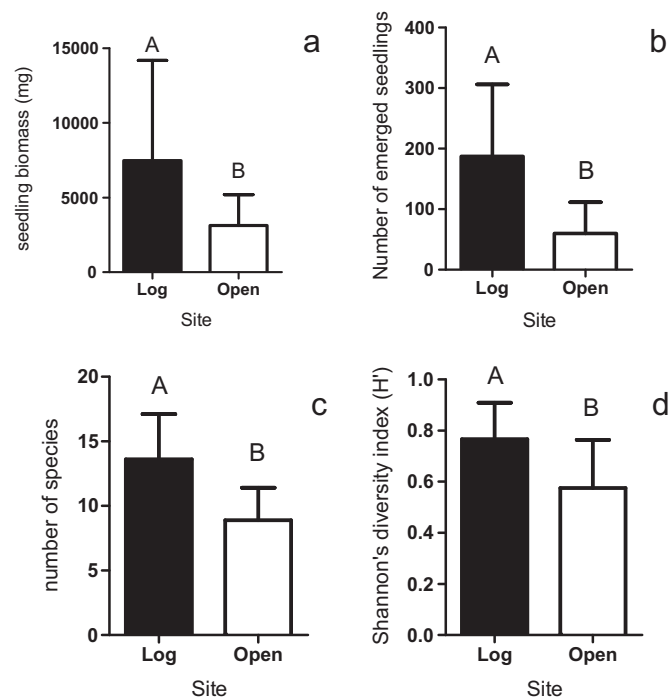 a
A
15000
10000
5000
0
B
seedling biomass (mg)
Log Open
Site
b
A
400
300
200
100
0
B
Number of emerged seedlings
Log Open
Site
c
A
20
15
10
5
0
B
number of species
Log Open
Site
d
A
1.0
0.8
0.6
0.4
0.2
0.0
B
Shannon's diversity index (H')
Log Open
Site